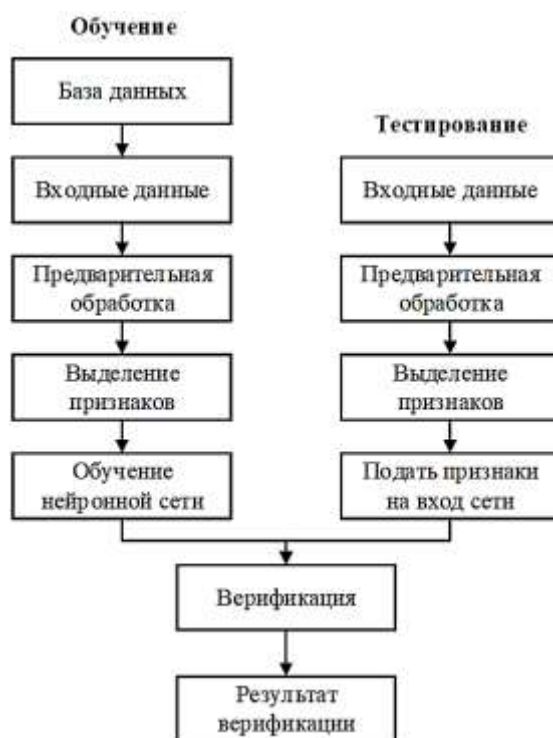 Обучение
База данных
Входные данные
Предварительная
обработка
Выделение
признаков
Обучение
нейронной сети
Тестирование
Входные данные
Предварительная
обработка
Выделение
признаков
Подать признаки
на вход сети
Верификация
Результат
верификации